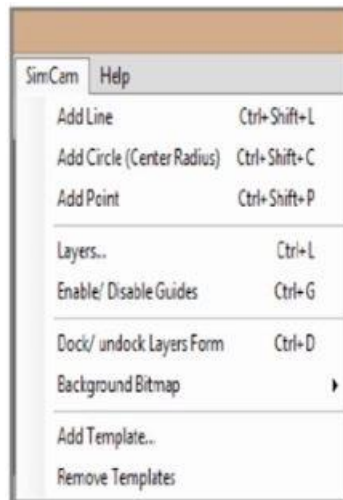 SimCam Help
Add Line Ctrl+Shift+L
Add Circle (Center Radius) Ctrl+Shift+C
Add Point Ctrl+Shift+P
Layers... Ctrl+L
Enable/ Disable Guides Ctrl+G
Dock/ undock Layers Form Ctrl+D
Background Bitmap
Add Template...
Remove Templates